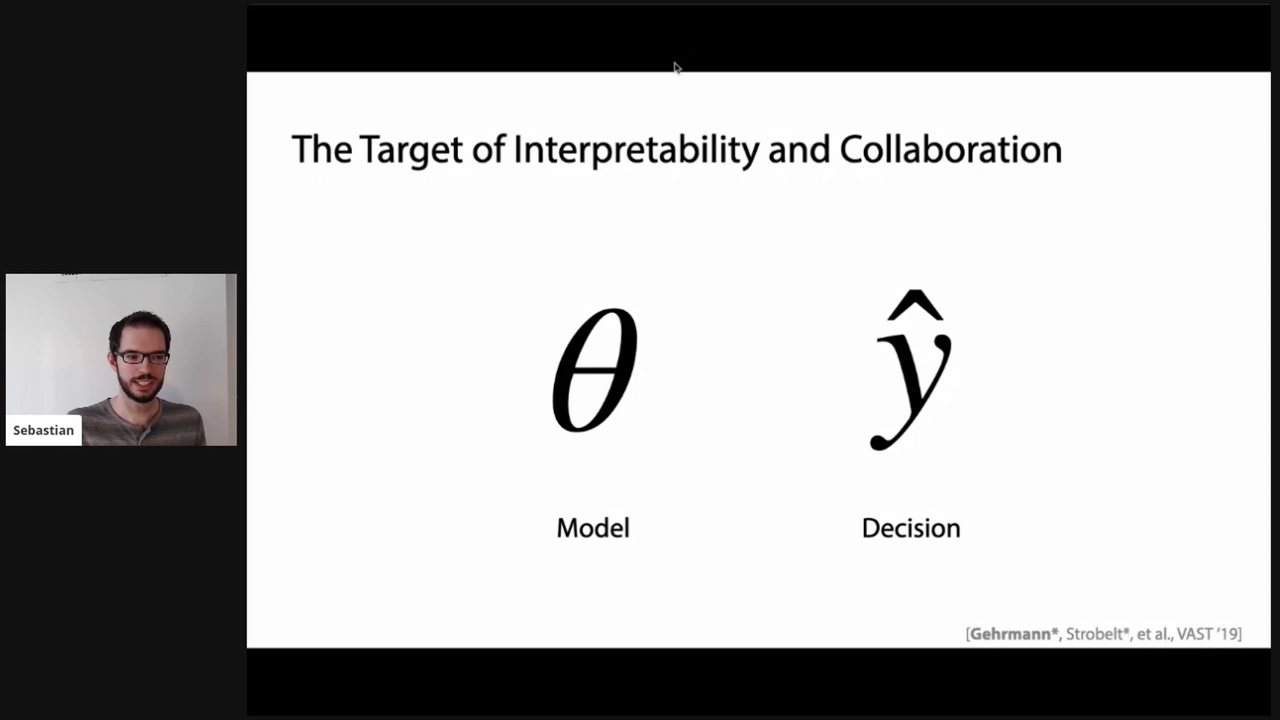 The Target of Interpretability and Collaboration
θ
ŷ
Model
Decision
Sebastian
[Gehrmann*, Strobelt*, et al., VAST '19]